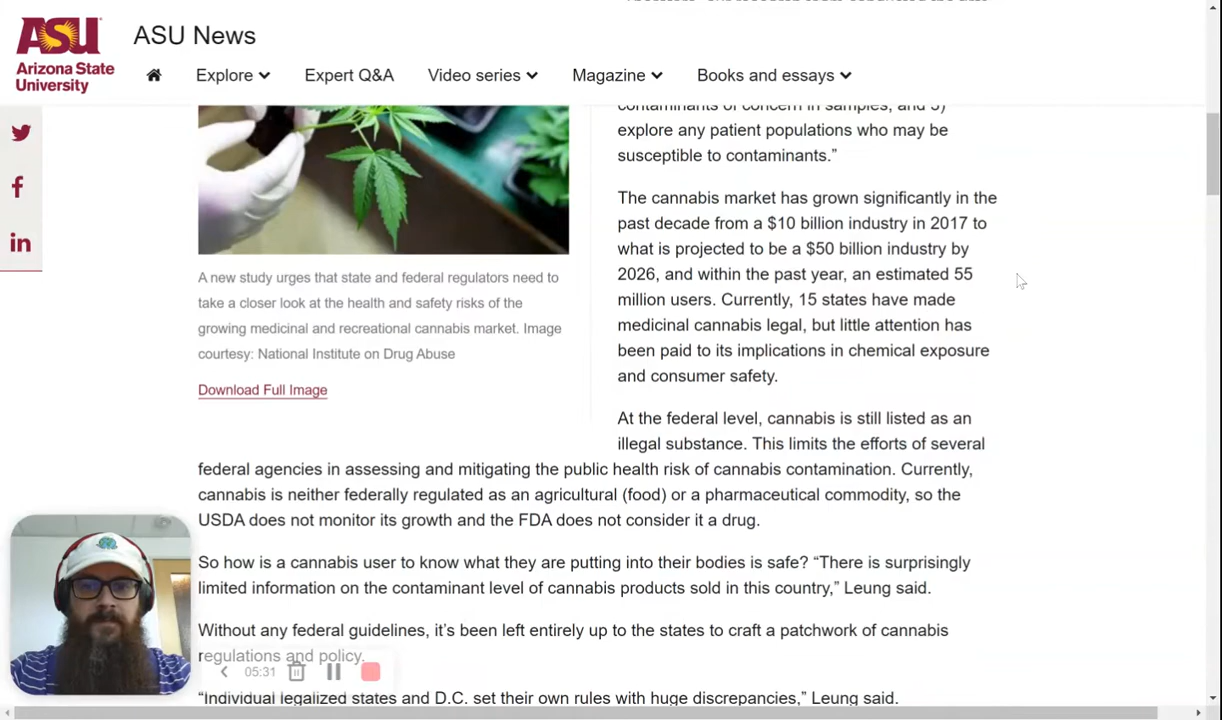 ASU
Arizona State
University
ASU News
Explore
Expert Q&A
Video series
Magazine
Books and essays
contaminants of concern in samples, and 3)
explore any patient populations who may be
susceptible to contaminants.”
The cannabis market has grown significantly in the
past decade from a $10 billion industry in 2017 to
what is projected to be a $50 billion industry by
2026, and within the past year, an estimated 55
million users. Currently, 15 states have made
medicinal cannabis legal, but little attention has
been paid to its implications in chemical exposure
and consumer safety.
A new study urges that state and federal regulators need to
take a closer look at the health and safety risks of the
growing medicinal and recreational cannabis market. Image
courtesy: National Institute on Drug Abuse
Download Full Image
At the federal level, cannabis is still listed as an
illegal substance. This limits the efforts of several
federal agencies in assessing and mitigating the public health risk of cannabis contamination. Currently,
cannabis is neither federally regulated as an agricultural (food) or a pharmaceutical commodity, so the
USDA does not monitor its growth and the FDA does not consider it a drug.
So how is a cannabis user to know what they are putting into their bodies is safe? “There is surprisingly
limited information on the contaminant level of cannabis products sold in this country,” Leung said.
Without any federal guidelines, it’s been left entirely up to the states to craft a patchwork of cannabis
regulations and policy.
05:31
“Individual legalized states and D.C. set their own rules with huge discrepancies,” Leung said.